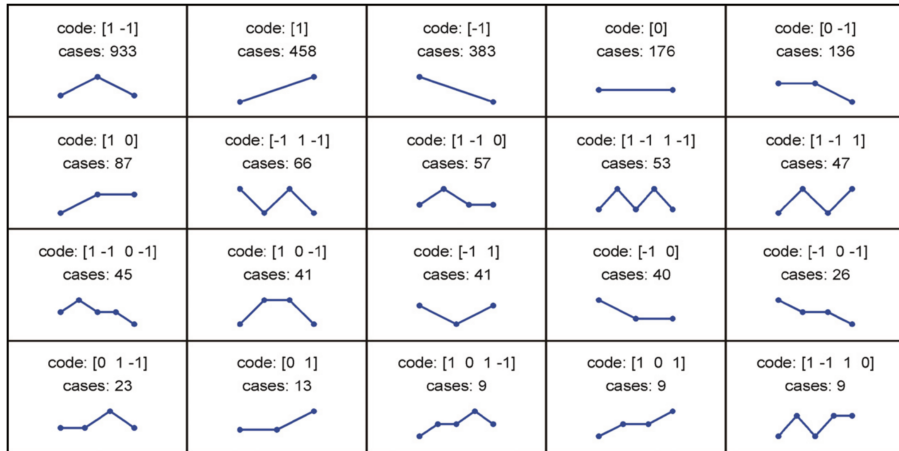 code: [1 -1]
cases: 933
code: [1]
cases: 458
code: [-1]
cases: 383
code: [0]
cases: 176
code: [0 -1]
cases: 136
code: [1 0]
cases: 87
code: [-1 1 -1]
cases: 66
code: [1 -1 0]
cases: 57
code: [1 -1 1 -1]
cases: 53
code: [1 -1 1]
cases: 47
code: [1 -1 0 -1]
cases: 45
code: [1 0 -1]
cases: 41
code: [-1 1]
cases: 41
code: [-1 0]
cases: 40
code: [-1 0 -1]
cases: 26
code: [0 1 -1]
cases: 23
code: [0 1]
cases: 13
code: [1 0 1 -1]
cases: 9
code: [1 0 1]
cases: 9
code: [1 -1 1 0]
cases: 9